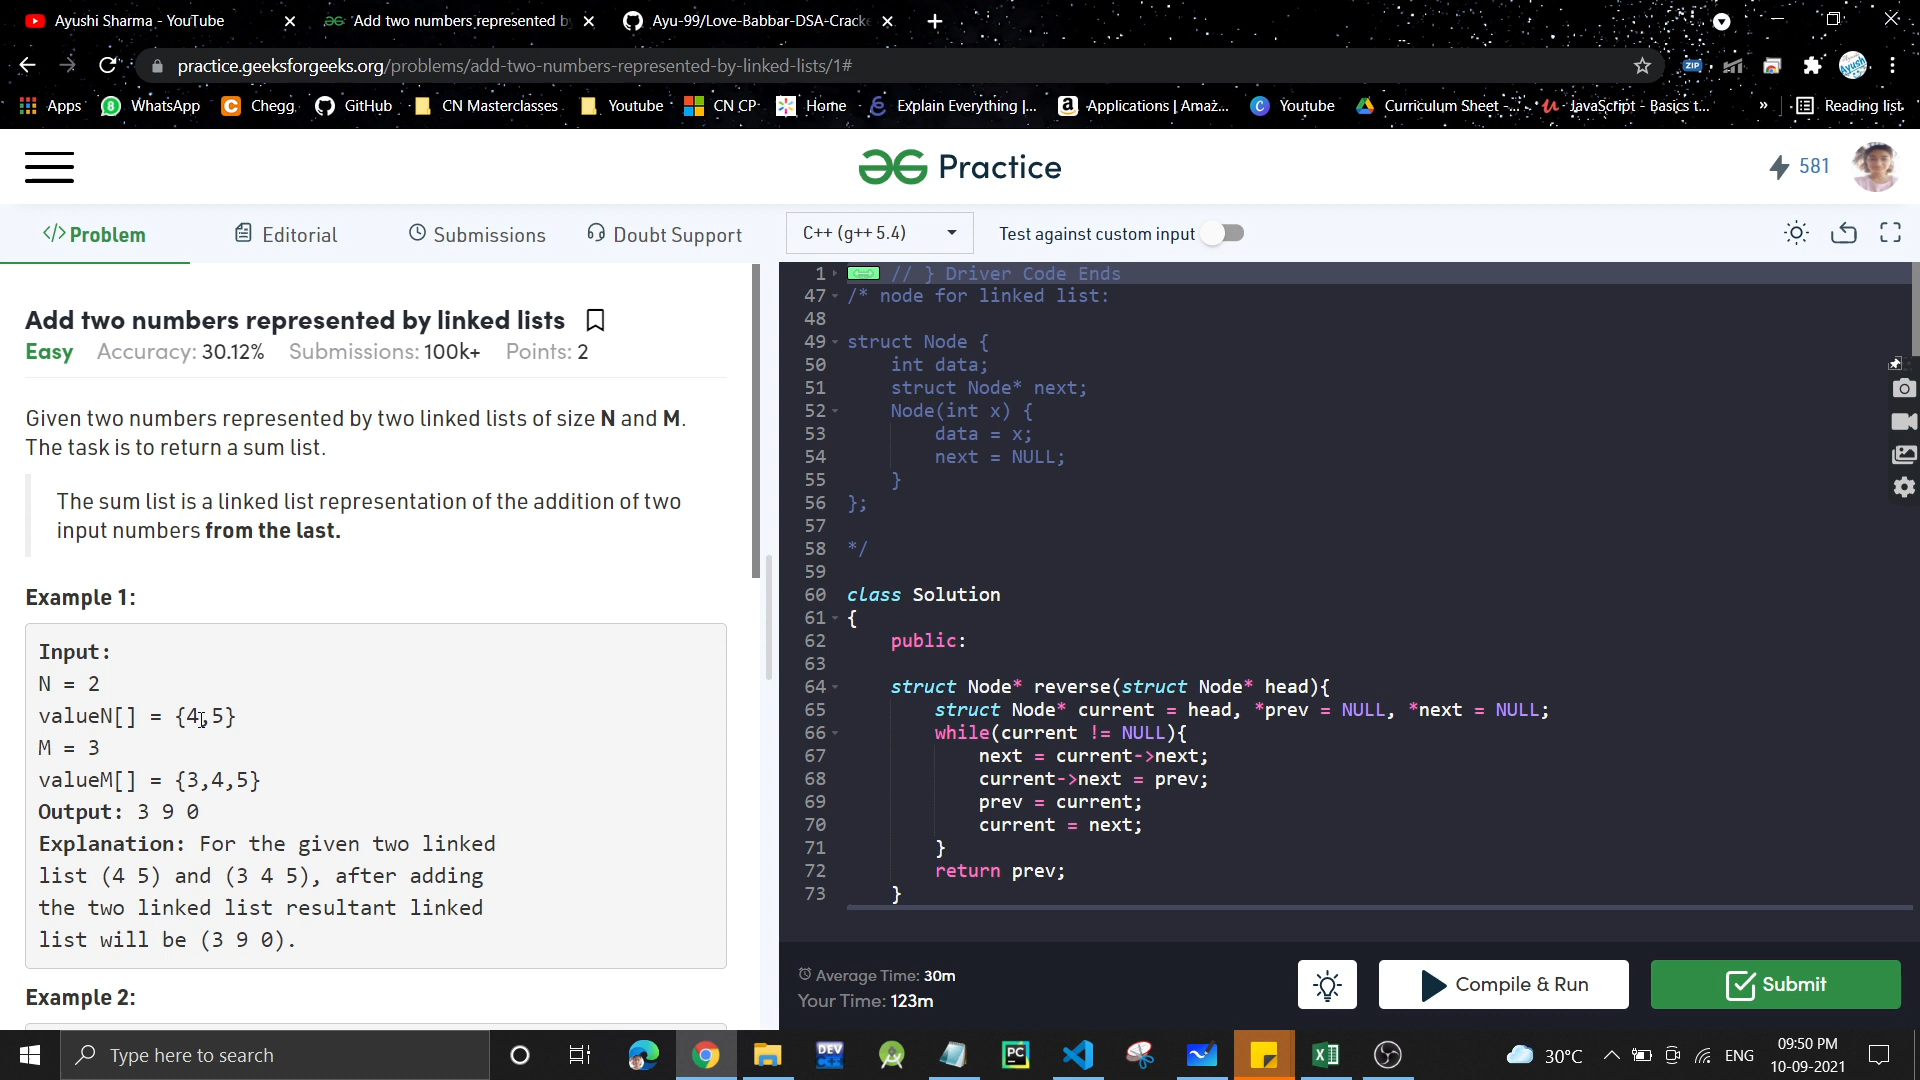 Ayushi Sharma - YouTube
Add two numbers represented b
Ayu-99/Love-Babbar-DSA-Cracke
practice.geeksforgeeks.org/problems/add-two-numbers-represented-by-linked-lists/1#
Apps WhatsApp Chegg GitHub CN Masterclasses Youtube CN CP Home Explain Everything |... Applications | Amaz... Youtube Curriculum Sheet -... JavaScript - Basics t... » Reading list
Practice
581
</> Problem Editorial Submissions Doubt Support
C++ (g++ 5.4) Test against custom input
Add two numbers represented by linked lists
Easy Accuracy: 30.12% Submissions: 100k+ Points: 2
Given two numbers represented by two linked lists of size N and M.
The task is to return a sum list.
The sum list is a linked list representation of the addition of two
input numbers from the last.
Example 1:
Input:
N = 2
valueN[] = {4,5}
M = 3
valueM[] = {3,4,5}
Output: 3 9 0
Explanation: For the given two linked
list (4 5) and (3 4 5), after adding
the two linked list resultant linked
list will be (3 9 0).
Example 2:
1 // } Driver Code Ends
47 /* node for linked list:
48
49 struct Node {
50 int data;
51 struct Node* next;
52 Node(int x) {
53 data = x;
54 next = NULL;
55 }
56 };
57
58 */
59
60 class Solution
61 {
62 public:
63
64 struct Node* reverse(struct Node* head){
65 struct Node* current = head, *prev = NULL, *next = NULL;
66 while(current != NULL){
67 next = current->next;
68 current->next = prev;
69 prev = current;
70 current = next;
71 }
72 return prev;
73 }
Average Time: 30m
Your Time: 123m
Compile & Run
Submit
Type here to search
DEV
PC
30°C
ENG
09:50 PM
10-09-2021